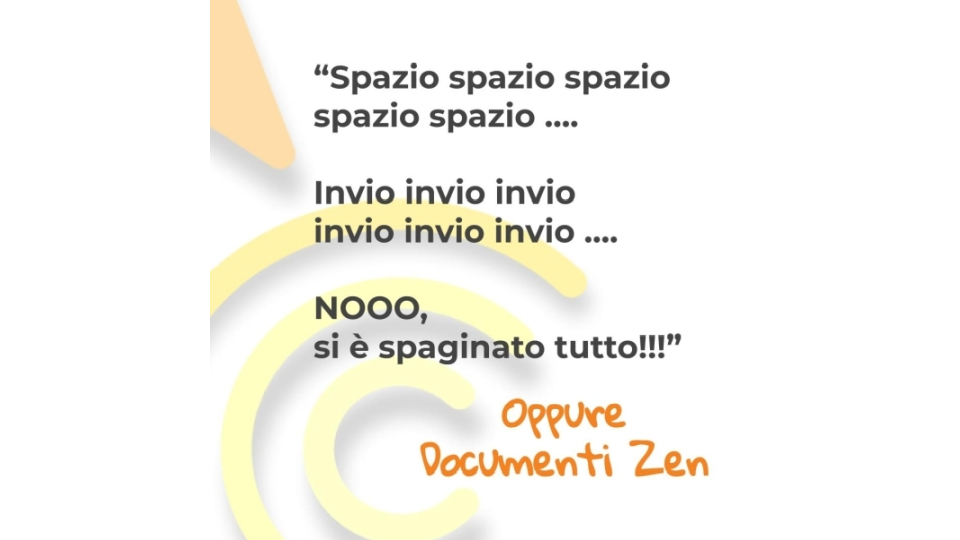 “Spazio spazio spazio
spazio spazio ....
Invio invio invio
invio invio invio ....
NOOO,
si è spaginato tutto!!!”
Oppure
Documenti Zen